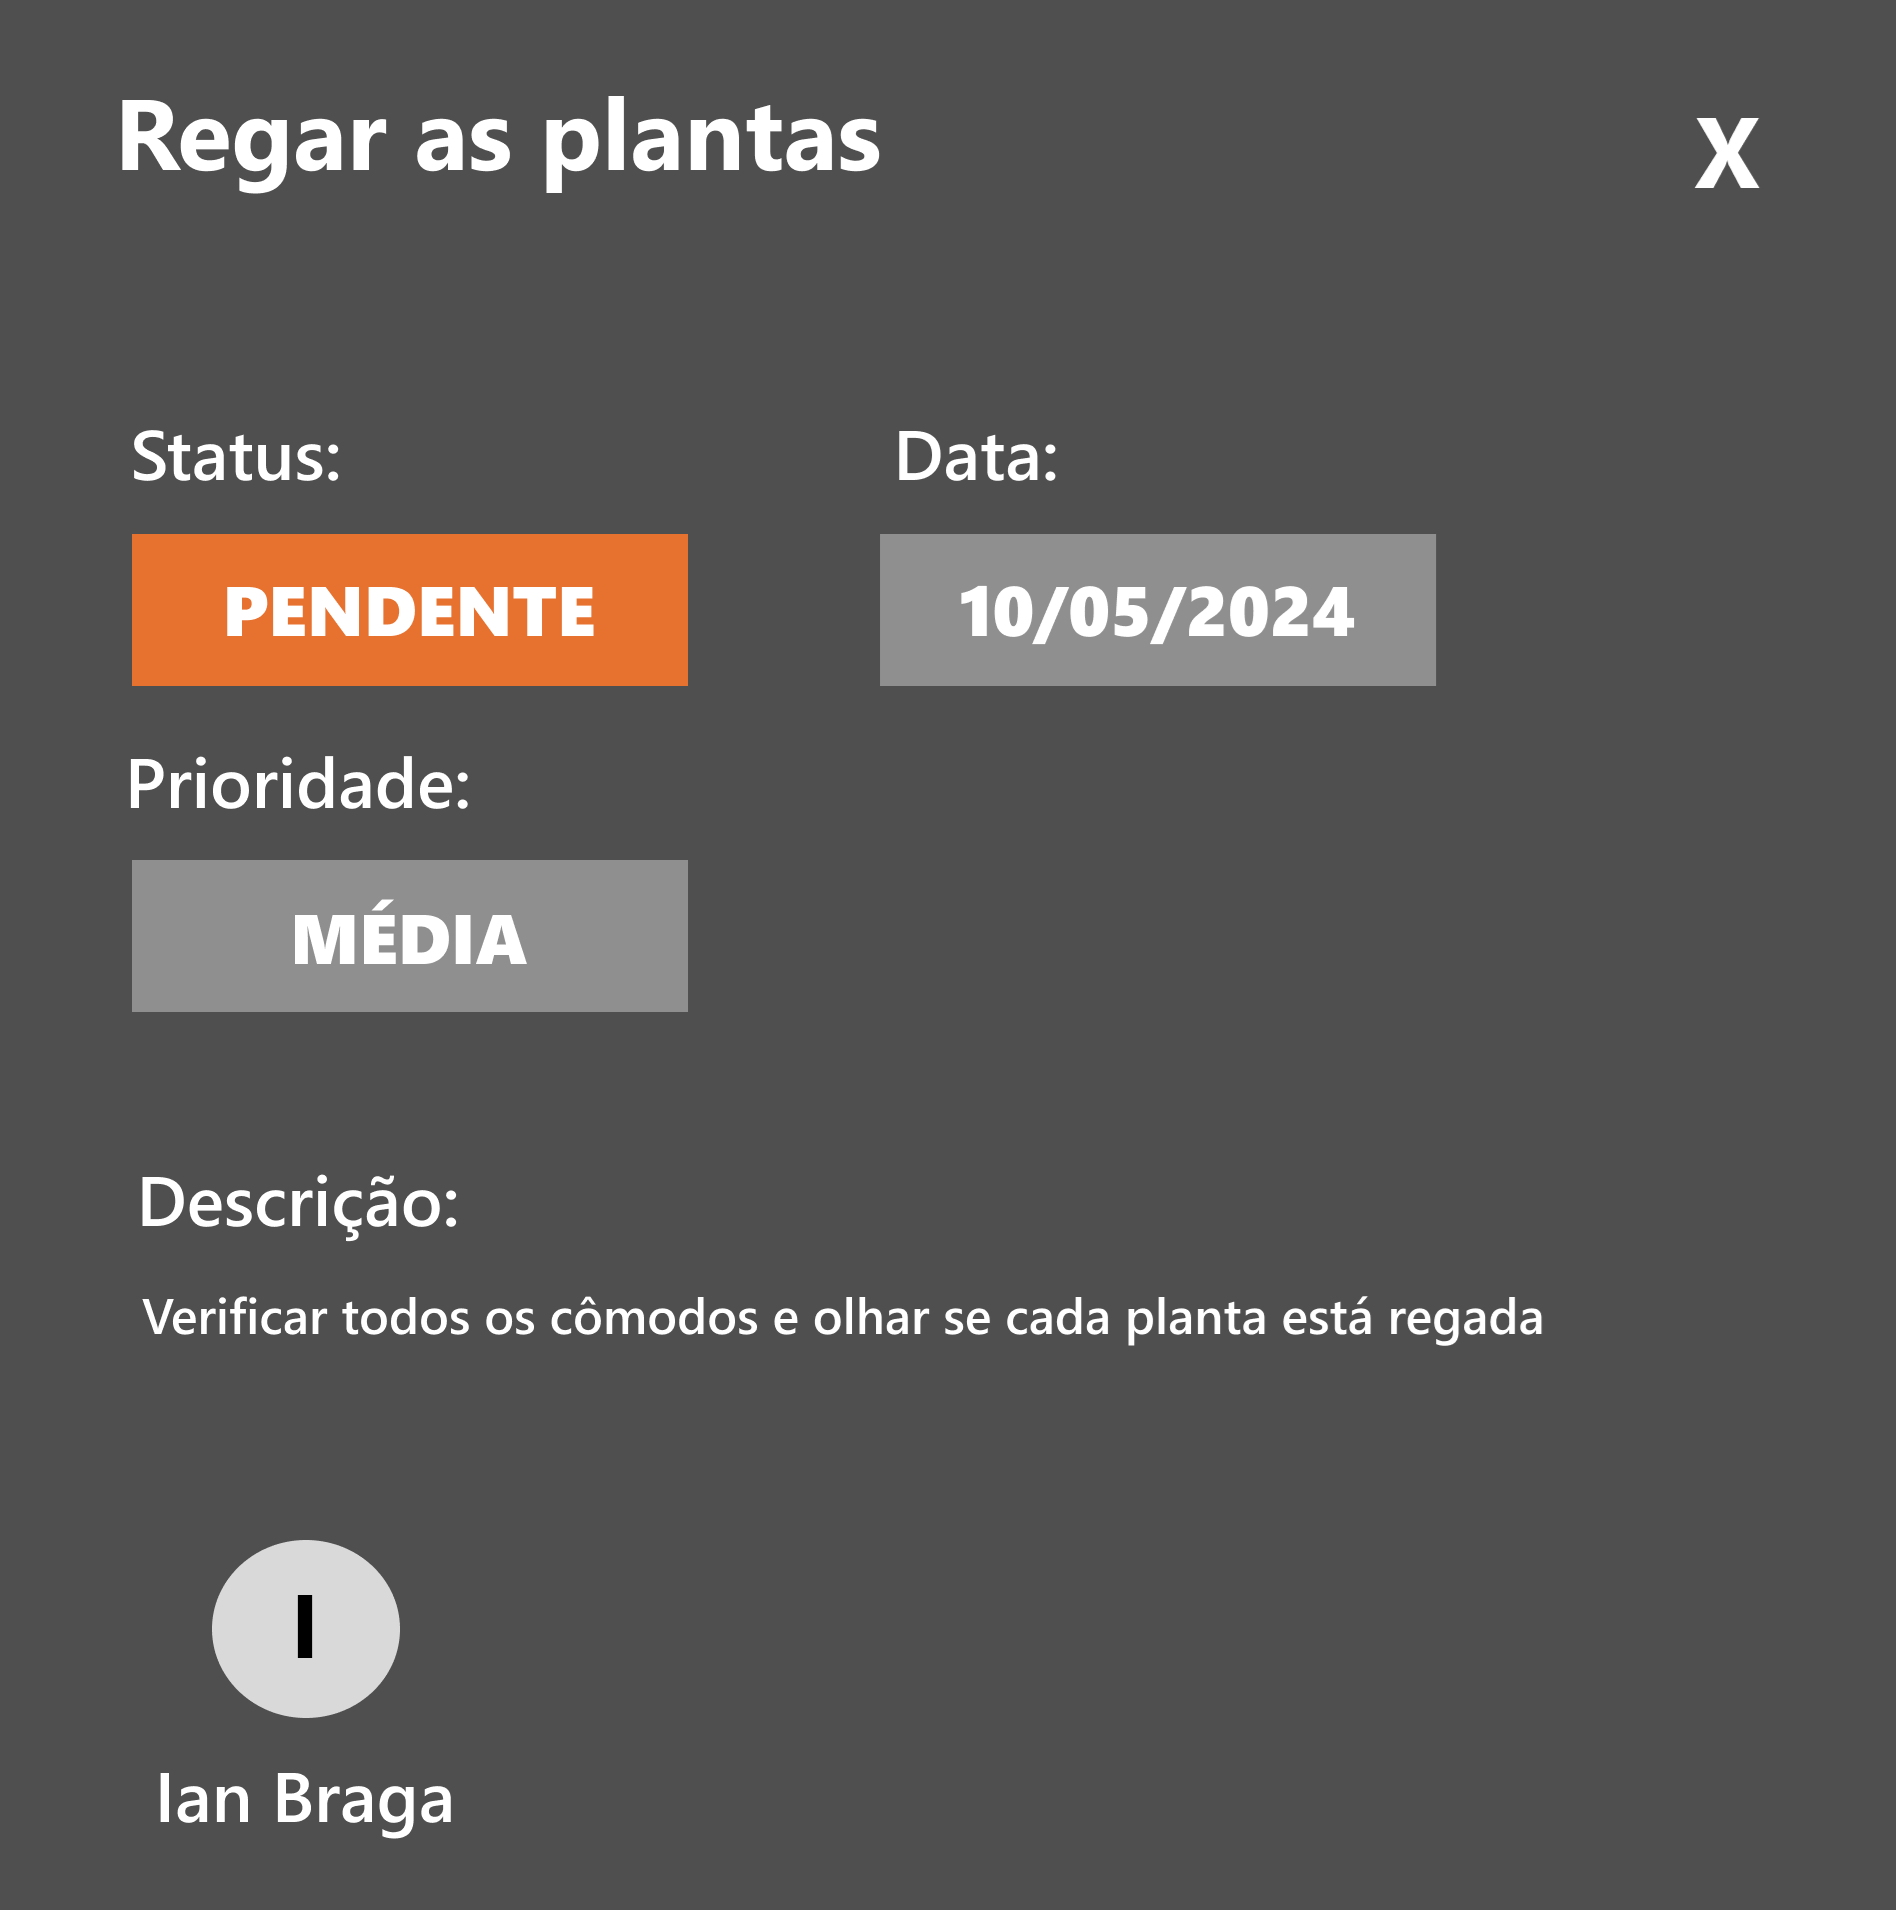 Regar as plantas
X
Status:
Data:
PENDENTE
10/05/2024
Prioridade:
MÉDIA
Descrição:
Verificar todos os cômodos e olhar se cada planta está regada
I
Ian Braga